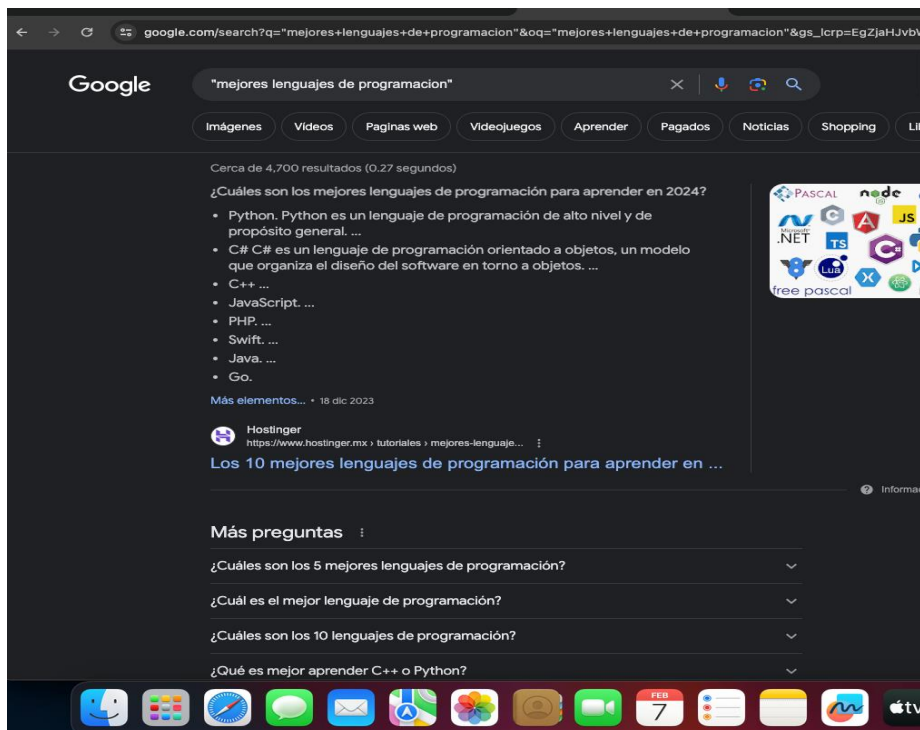 google.com/search?q="mejores+lenguajes+de+programacion"&oq="mejores+lenguajes+de+programacion"&gs_lcrp=EgZjaHJvbW
Google
"mejores lenguajes de programacion"
Imágenes Vídeos Paginas web Videojuegos Aprender Pagados Noticias Shopping
Cerca de 4,700 resultados (0.27 segundos)
¿Cuáles son los mejores lenguajes de programación para aprender en 2024?
• Python. Python es un lenguaje de programación de alto nivel y de
propósito general. ...
• C# C# es un lenguaje de programación orientado a objetos, un modelo
que organiza el diseño del software en torno a objetos. ...
• C++ ...
• JavaScript. ...
• PHP. ...
• Swift. ...
• Java. ...
• Go.
Más elementos... • 18 dic 2023
PASCAL node
JS
Microsoft
.NET TS C
Lua
free pascal
Hostinger
https://www.hostinger.mx › tutoriales › mejores-lenguaje...
Los 10 mejores lenguajes de programación para aprender en ...
Informac
Más preguntas
¿Cuáles son los 5 mejores lenguajes de programación?
¿Cuál es el mejor lenguaje de programación?
¿Cuáles son los 10 lenguajes de programación?
¿Qué es mejor aprender C++ o Python?
FEB
7
tv